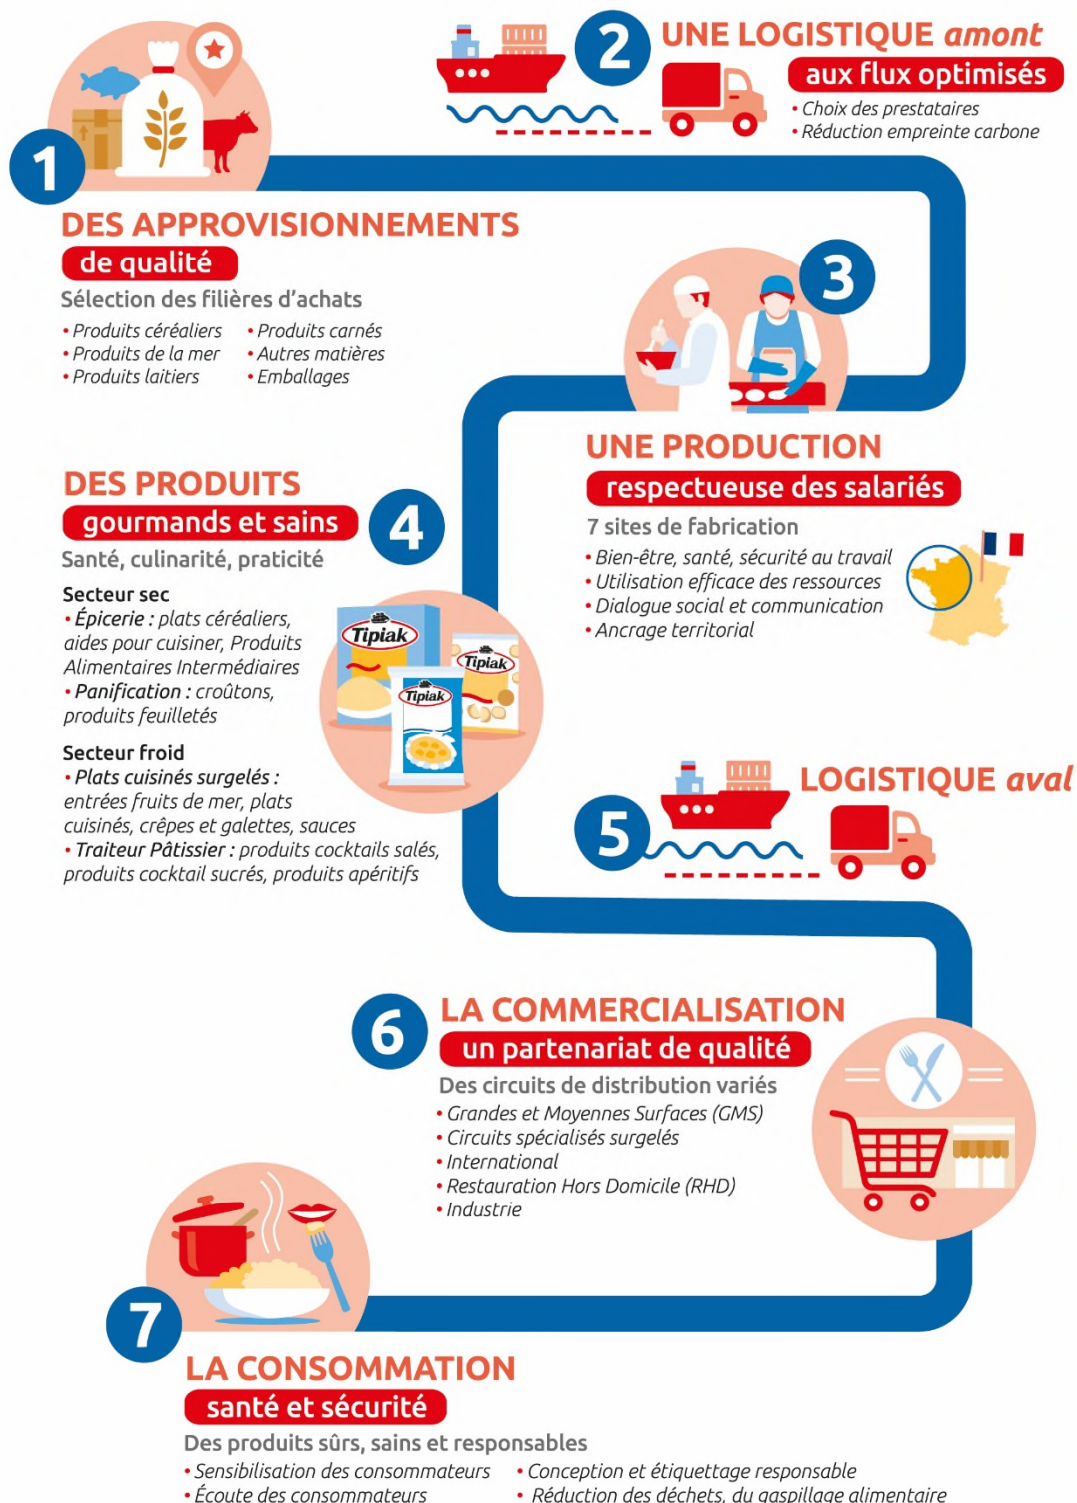 1
DES APPROVISIONNEMENTS
de qualité
Sélection des filières d'achats
• Produits céréaliers
• Produits de la mer
• Produits laitiers
• Produits carnés
• Autres matières
• Emballages
2
UNE LOGISTIQUE amont
aux flux optimisés
• Choix des prestataires
• Réduction empreinte carbone
3
UNE PRODUCTION
respectueuse des salariés
7 sites de fabrication
• Bien-être, santé, sécurité au travail
• Utilisation efficace des ressources
• Dialogue social et communication
• Ancrage territorial
4
DES PRODUITS
gourmands et sains
Santé, culinarité, praticité
Secteur sec
• Épicerie : plats céréaliers,
aides pour cuisiner, Produits
Alimentaires Intermédiaires
• Panification : croûtons,
produits feuilletés
Secteur froid
• Plats cuisinés surgelés :
entrées fruits de mer, plats
cuisinés, crêpes et galettes, sauces
• Traiteur Pâtissier : produits cocktails salés,
produits cocktail sucrés, produits apéritifs
Tipiak
Tipiak
Tipiak
5
LOGISTIQUE aval
6
LA COMMERCIALISATION
un partenariat de qualité
Des circuits de distribution variés
• Grandes et Moyennes Surfaces (GMS)
• Circuits spécialisés surgelés
• International
• Restauration Hors Domicile (RHD)
• Industrie
7
LA CONSOMMATION
santé et sécurité
Des produits sûrs, sains et responsables
• Sensibilisation des consommateurs
• Écoute des consommateurs
• Conception et étiquettage responsable
• Réduction des déchets, du gaspillage alimentaire